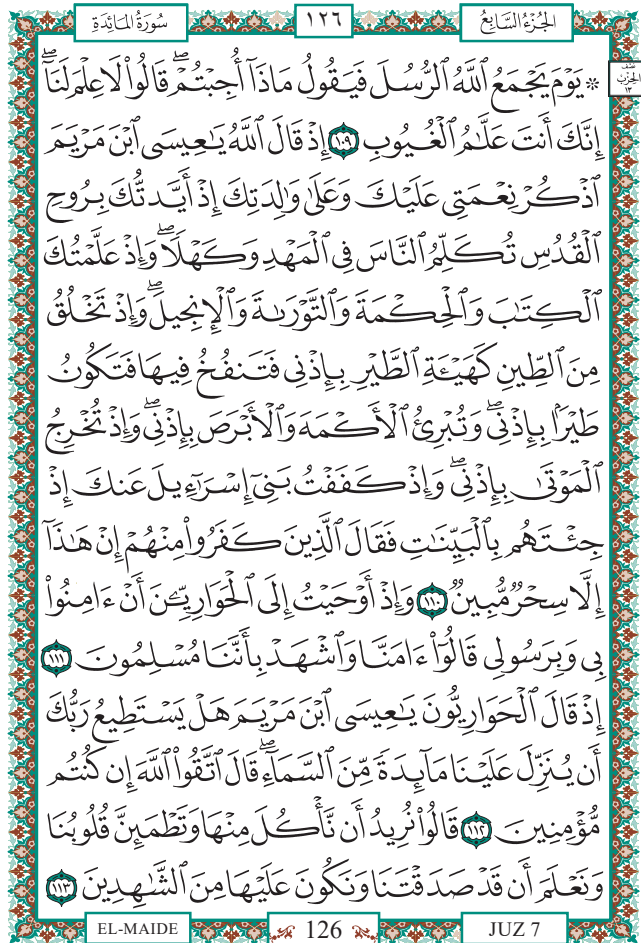 سُورَةُ المَائِدَةِ
١٢٦
الجُزْءُ السَّابِعُ
نصف الحزب ١٣
۞ يَوْمَ يَجْمَعُ ٱللَّهُ ٱلرُّسُلَ فَيَقُولُ مَاذَآ أُجِبْتُمْۖ قَالُوا۟ لَا عِلْمَ لَنَآۖ
إِنَّكَ أَنتَ عَلَّـٰمُ ٱلْغُيُوبِ ١٠٩ إِذْ قَالَ ٱللَّهُ يَـٰعِيسَى ٱبْنَ مَرْيَمَ
ٱذْكُرْ نِعْمَتِى عَلَيْكَ وَعَلَىٰ وَٰلِدَتِكَ إِذْ أَيَّدتُّكَ بِرُوحِ
ٱلْقُدُسِ تُكَلِّمُ ٱلنَّاسَ فِى ٱلْمَهْدِ وَكَهْلًاۖ وَإِذْ عَلَّمْتُكَ
ٱلْكِتَـٰبَ وَٱلْحِكْمَةَ وَٱلتَّوْرَىٰةَ وَٱلْإِنجِيلَۖ وَإِذْ تَخْلُقُ
مِنَ ٱلطِّينِ كَهَيْـَٔةِ ٱلطَّيْرِ بِإِذْنِى فَتَنفُخُ فِيهَا فَتَكُونُ
طَيْرًۢا بِإِذْنِىۖ وَتُبْرِئُ ٱلْأَكْمَهَ وَٱلْأَبْرَصَ بِإِذْنِىۖ وَإِذْ تُخْرِجُ
ٱلْمَوْتَىٰ بِإِذْنِىۖ وَإِذْ كَفَفْتُ بَنِىٓ إِسْرَٰٓءِيلَ عَنكَ إِذْ
جِئْتَهُم بِٱلْبَيِّنَـٰتِ فَقَالَ ٱلَّذِينَ كَفَرُوا۟ مِنْهُمْ إِنْ هَـٰذَآ
إِلَّا سِحْرٌ مُّبِينٌ ١١٠ وَإِذْ أَوْحَيْتُ إِلَى ٱلْحَوَارِيِّـۧنَ أَنْ ءَامِنُوا۟
بِى وَبِرَسُولِى قَالُوٓا۟ ءَامَنَّا وَٱشْهَدْ بِأَنَّنَا مُسْلِمُونَ ١١١
إِذْ قَالَ ٱلْحَوَارِيُّونَ يَـٰعِيسَى ٱبْنَ مَرْيَمَ هَلْ يَسْتَطِيعُ رَبُّكَ
أَن يُنَزِّلَ عَلَيْنَا مَآئِدَةً مِّنَ ٱلسَّمَآءِۖ قَالَ ٱتَّقُوا۟ ٱللَّهَ إِن كُنتُم
مُّؤْمِنِينَ ١١٢ قَالُوا۟ نُرِيدُ أَن نَّأْكُلَ مِنْهَا وَتَطْمَئِنَّ قُلُوبُنَا
وَنَعْلَمَ أَن قَدْ صَدَقْتَنَا وَنَكُونَ عَلَيْهَا مِنَ ٱلشَّـٰهِدِينَ ١١٣
EL-MAIDE
126
JUZ 7